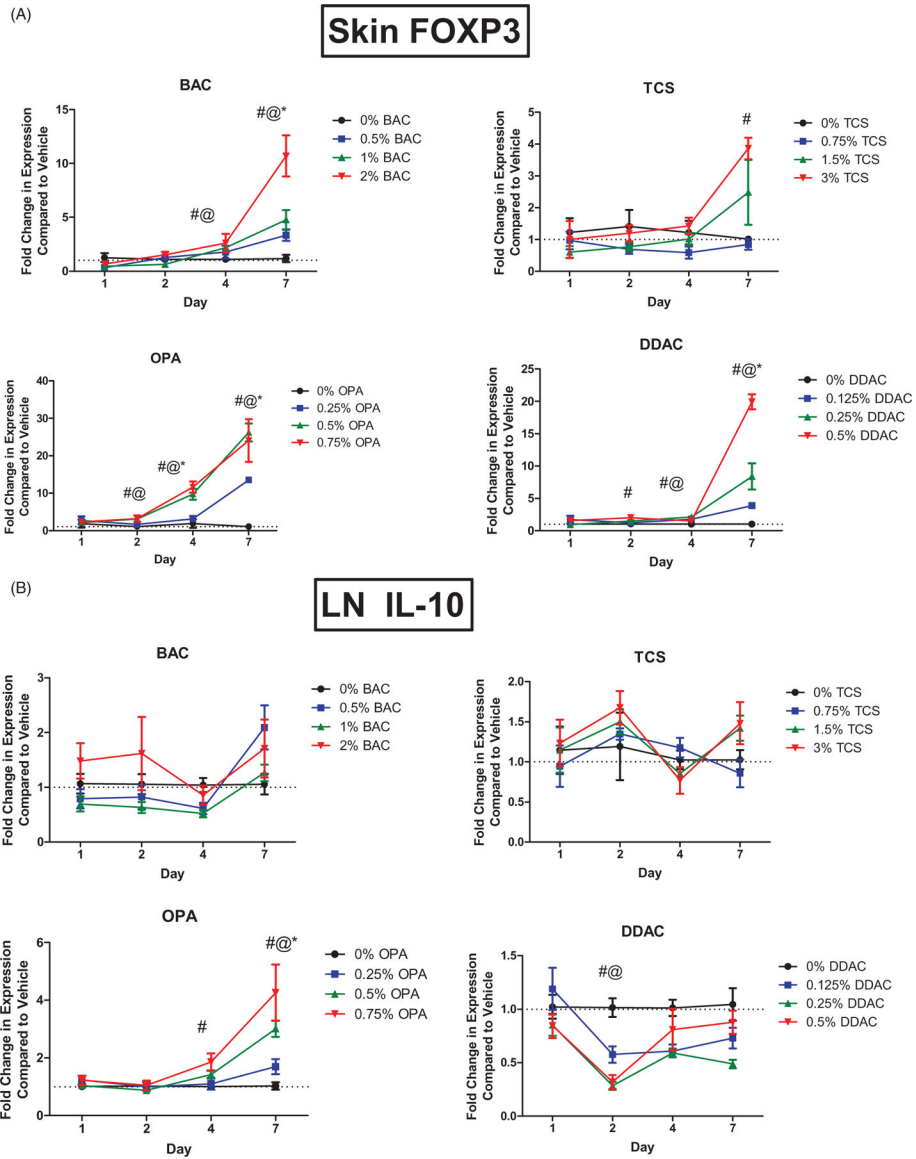 (A)
Skin FOXP3
BAC
Fold Change in Expression
Compared to Vehicle
15
10
5
0
1 2 4 7
Day
#@
#@*
0% BAC
0.5% BAC
1% BAC
2% BAC
TCS
Fold Change in Expression
Compared to Vehicle
5
4
3
2
1
0
1 2 4 7
Day
#
0% TCS
0.75% TCS
1.5% TCS
3% TCS
OPA
Fold Change in Expression
Compared to Vehicle
40
30
20
10
0
1 2 4 7
Day
#@
#@*
#@*
0% OPA
0.25% OPA
0.5% OPA
0.75% OPA
DDAC
Fold Change in Expression
Compared to Vehicle
25
20
15
10
5
0
1 2 4 7
Day
#
#@
#@*
0% DDAC
0.125% DDAC
0.25% DDAC
0.5% DDAC
(B)
LN IL-10
BAC
Fold Change in Expression
Compared to Vehicle
3
2
1
0
1 2 4 7
Day
0% BAC
0.5% BAC
1% BAC
2% BAC
TCS
Fold Change in Expression
Compared to Vehicle
2.0
1.5
1.0
0.5
0.0
1 2 4 7
Day
0% TCS
0.75% TCS
1.5% TCS
3% TCS
OPA
Fold Change in Expression
Compared to Vehicle
6
4
2
0
1 2 4 7
Day
#
#@*
0% OPA
0.25% OPA
0.5% OPA
0.75% OPA
DDAC
Fold Change in Expression
Compared to Vehicle
1.5
1.0
0.5
0.0
1 2 4 7
Day
#@
0% DDAC
0.125% DDAC
0.25% DDAC
0.5% DDAC